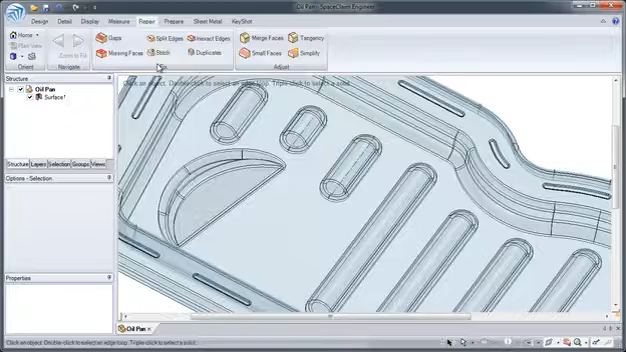 Oil Pan - SpaceClaim Engineer
Design Detail Display Measure Repair Prepare Sheet Metal KeyShot
Home
Plan View
Zoom to Fit
Gaps
Missing Faces
Split Edges
Stitch
Inexact Edges
Duplicates
Merge Faces
Small Faces
Tangency
Simplify
Orient Navigate Adjust
Structure
Oil Pan
Surface1
Structure Layers Selection Groups Views
Options - Selection
Properties
Click an object. Double-click to select an edge loop. Triple-click to select a solid.
Oil Pan
Click an object. Double-click to select an edge loop. Triple-click to select a solid.